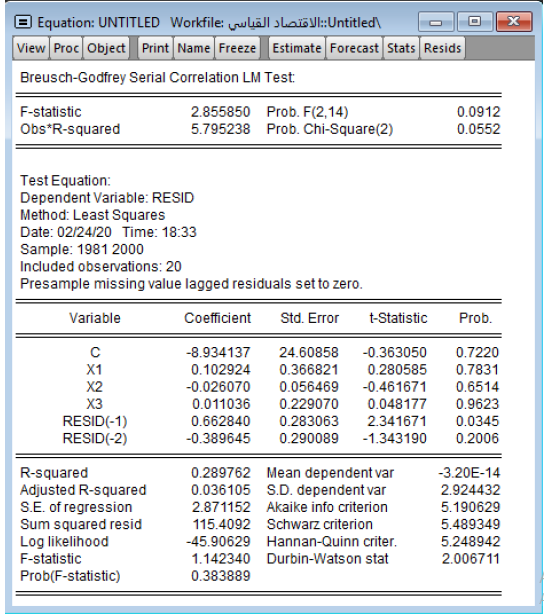 Equation: UNTITLED Workfile: الاقتصاد القياسي::Untitled\
View Proc Object Print Name Freeze Estimate Forecast Stats Resids
Breusch-Godfrey Serial Correlation LM Test:
F-statistic 2.855850 Prob. F(2,14) 0.0912
Obs*R-squared 5.795238 Prob. Chi-Square(2) 0.0552
Test Equation:
Dependent Variable: RESID
Method: Least Squares
Date: 02/24/20 Time: 18:33
Sample: 1981 2000
Included observations: 20
Presample missing value lagged residuals set to zero.
Variable Coefficient Std. Error t-Statistic Prob.
C -8.934137 24.60858 -0.363050 0.7220
X1 0.102924 0.366821 0.280585 0.7831
X2 -0.026070 0.056469 -0.461671 0.6514
X3 0.011036 0.229070 0.048177 0.9623
RESID(-1) 0.662840 0.283063 2.341671 0.0345
RESID(-2) -0.389645 0.290089 -1.343190 0.2006
R-squared 0.289762 Mean dependent var -3.20E-14
Adjusted R-squared 0.036105 S.D. dependent var 2.924432
S.E. of regression 2.871152 Akaike info criterion 5.190629
Sum squared resid 115.4092 Schwarz criterion 5.489349
Log likelihood -45.90629 Hannan-Quinn criter. 5.248942
F-statistic 1.142340 Durbin-Watson stat 2.006711
Prob(F-statistic) 0.383889